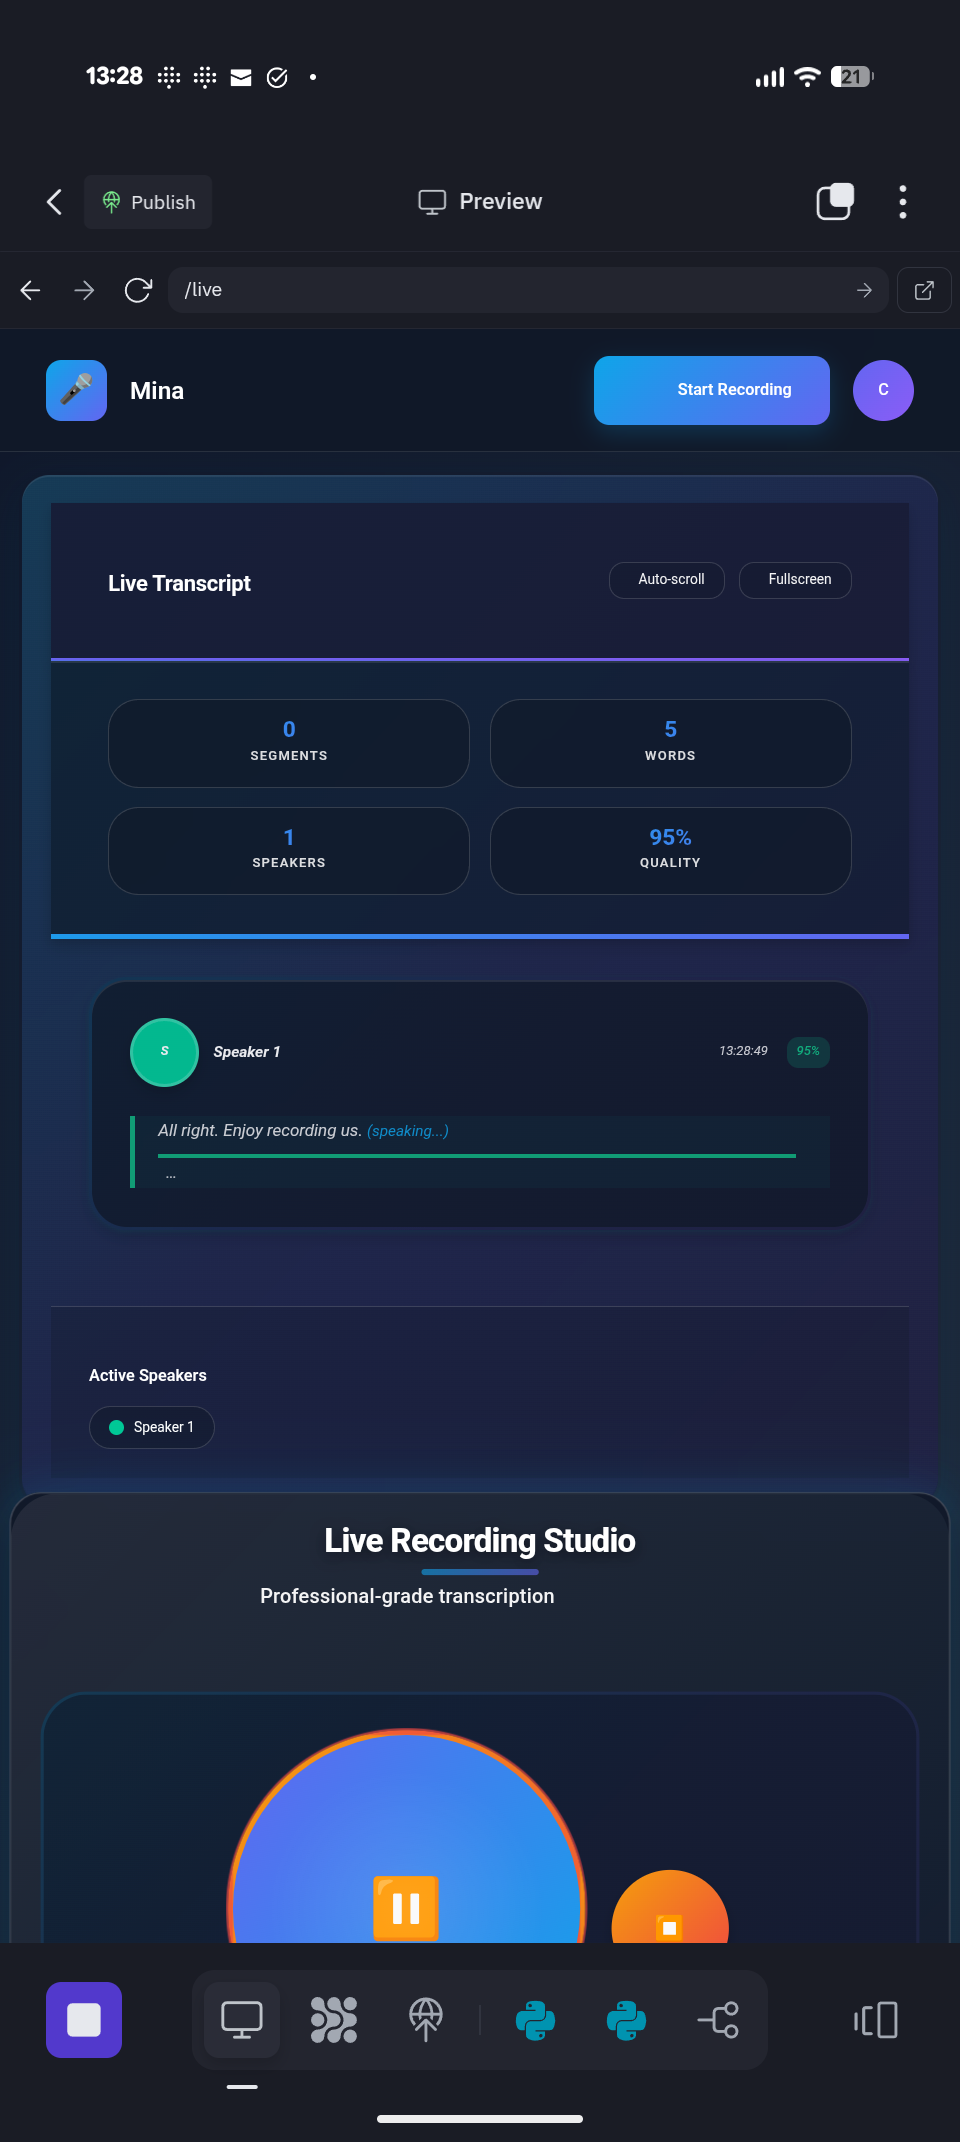 13:28
21
Publish
Preview
/live
Mina
Start Recording
C
Live Transcript
Auto-scroll
Fullscreen
0
SEGMENTS
5
WORDS
1
SPEAKERS
95%
QUALITY
S
Speaker 1
13:28:49
95%
All right. Enjoy recording us. (speaking...)
...
Active Speakers
Speaker 1
Live Recording Studio
Professional-grade transcription